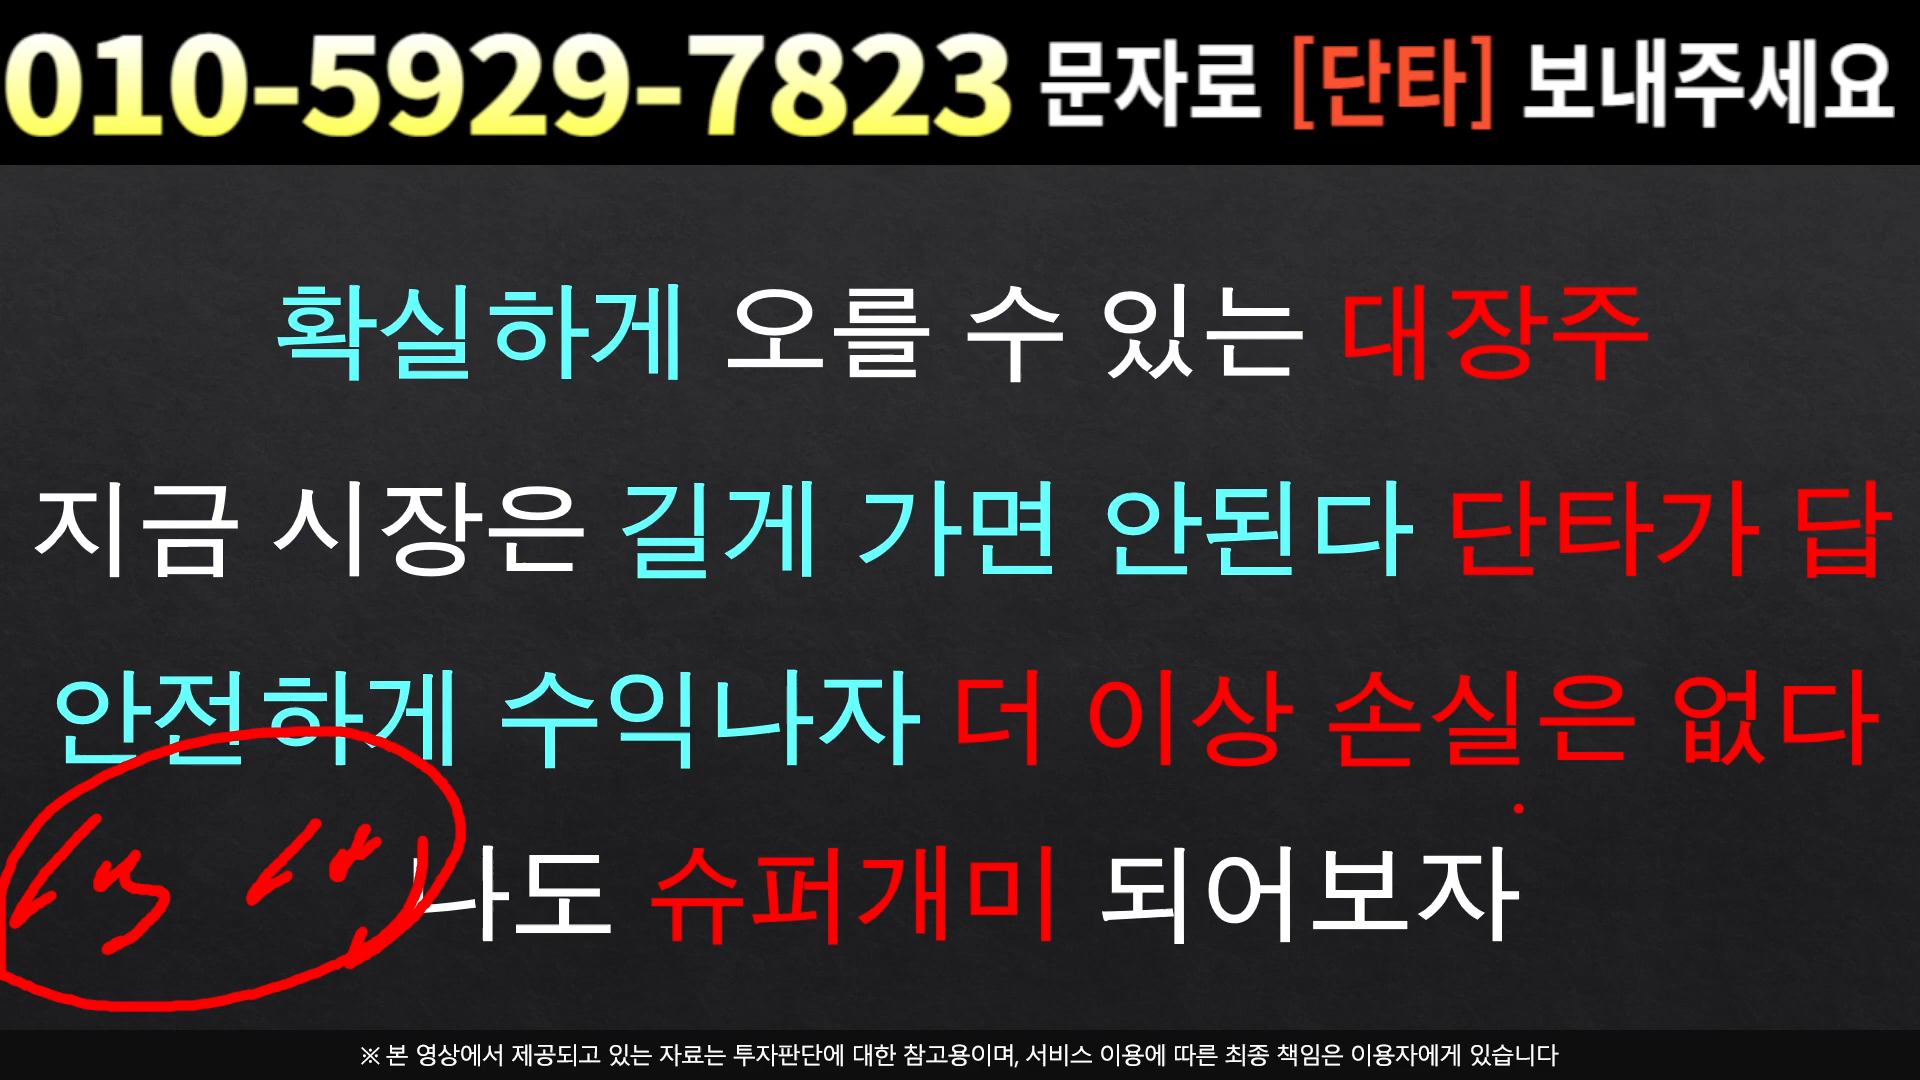 010-5929-7823 문자로 [단타] 보내주세요
확실하게 오를 수 있는 대장주
지금 시장은 길게 가면 안된다 단타가 답
안전하게 수익나자 더 이상 손실은 없다
나도 슈퍼개미 되어보자
※ 본 영상에서 제공되고 있는 자료는 투자판단에 대한 참고용이며, 서비스 이용에 따른 최종 책임은 이용자에게 있습니다